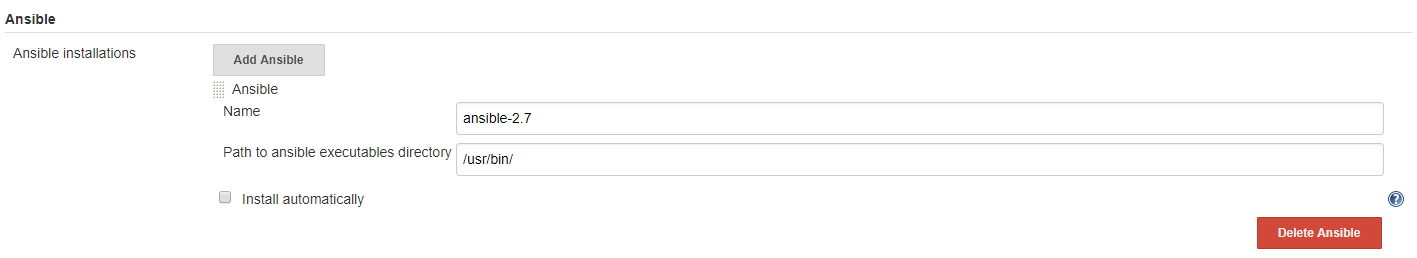 Ansible
Ansible installations
Add Ansible
Ansible
Name
ansible-2.7
Path to ansible executables directory
/usr/bin/
Install automatically
?
Delete Ansible